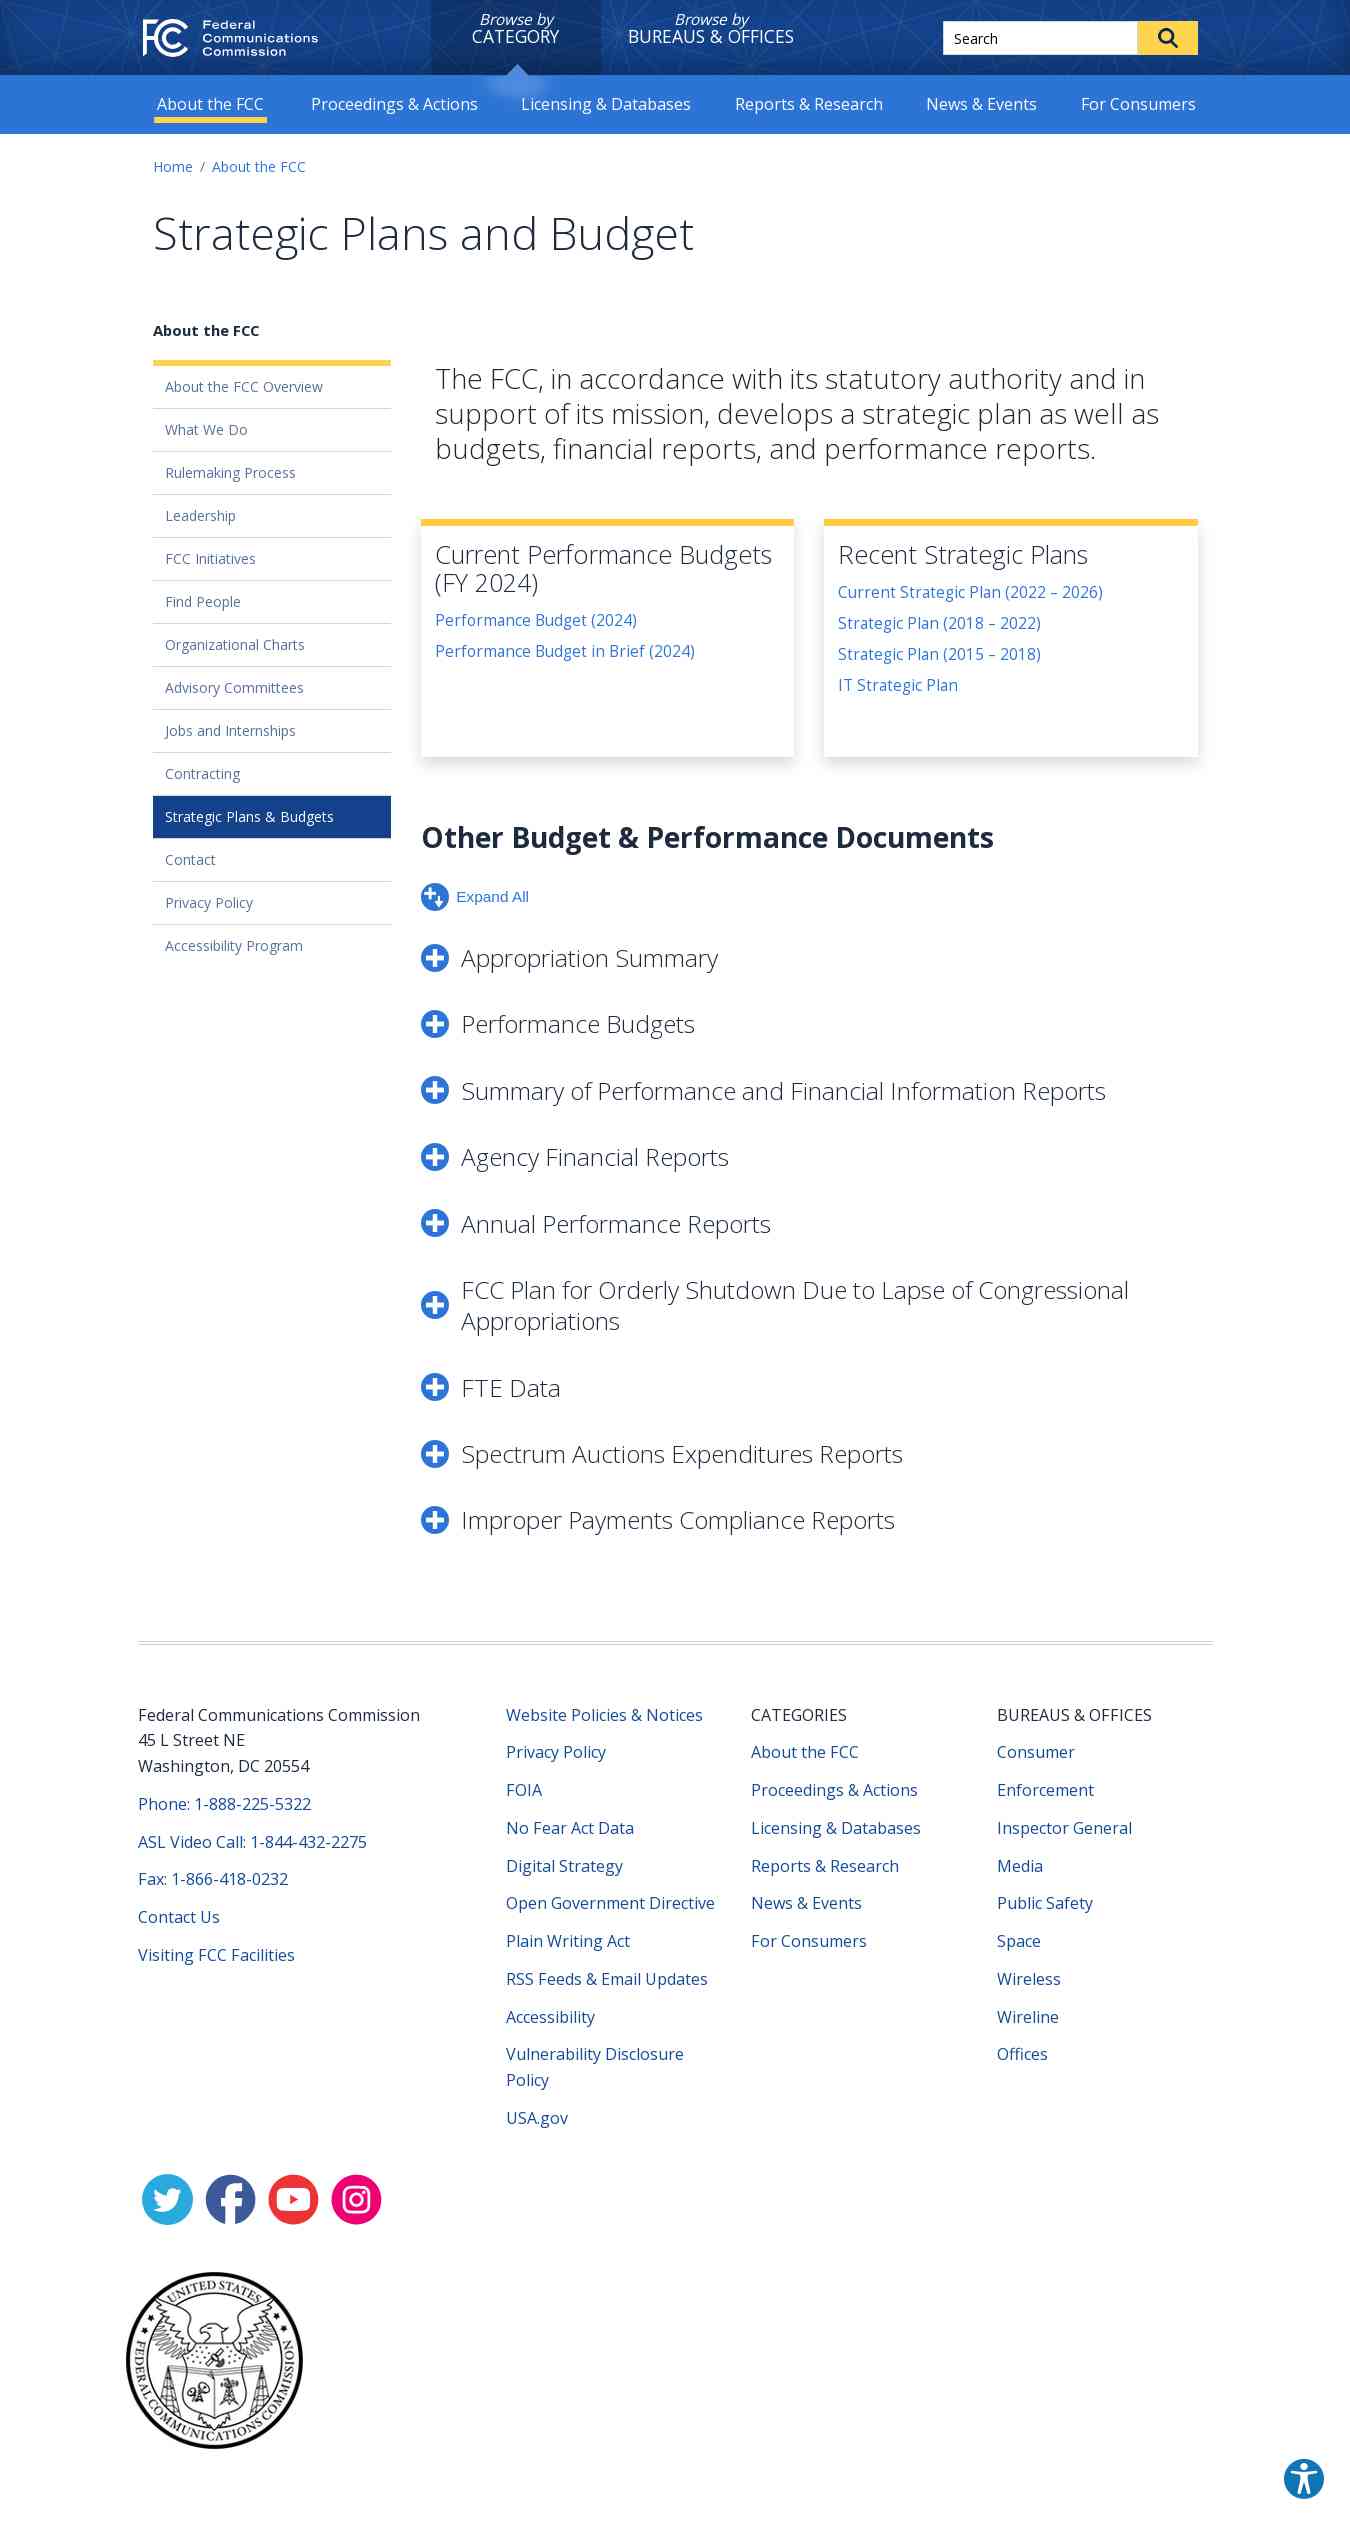 FCC Federal
Communications
Commission
Browse by
CATEGORY
Browse by
BUREAUS & OFFICES
Search
About the FCC
Proceedings & Actions
Licensing & Databases
Reports & Research
News & Events
For Consumers
Home / About the FCC
Strategic Plans and Budget
About the FCC
About the FCC Overview
What We Do
Rulemaking Process
Leadership
FCC Initiatives
Find People
Organizational Charts
Advisory Committees
Jobs and Internships
Contracting
Strategic Plans & Budgets
Contact
Privacy Policy
Accessibility Program
The FCC, in accordance with its statutory authority and in
support of its mission, develops a strategic plan as well as
budgets, financial reports, and performance reports.
Current Performance Budgets
(FY 2024)
Performance Budget (2024)
Performance Budget in Brief (2024)
Recent Strategic Plans
Current Strategic Plan (2022 – 2026)
Strategic Plan (2018 – 2022)
Strategic Plan (2015 – 2018)
IT Strategic Plan
Other Budget & Performance Documents
Expand All
Appropriation Summary
Performance Budgets
Summary of Performance and Financial Information Reports
Agency Financial Reports
Annual Performance Reports
FCC Plan for Orderly Shutdown Due to Lapse of Congressional
Appropriations
FTE Data
Spectrum Auctions Expenditures Reports
Improper Payments Compliance Reports
Federal Communications Commission
45 L Street NE
Washington, DC 20554
Phone: 1-888-225-5322
ASL Video Call: 1-844-432-2275
Fax: 1-866-418-0232
Contact Us
Visiting FCC Facilities
Website Policies & Notices
Privacy Policy
FOIA
No Fear Act Data
Digital Strategy
Open Government Directive
Plain Writing Act
RSS Feeds & Email Updates
Accessibility
Vulnerability Disclosure
Policy
USA.gov
CATEGORIES
About the FCC
Proceedings & Actions
Licensing & Databases
Reports & Research
News & Events
For Consumers
BUREAUS & OFFICES
Consumer
Enforcement
Inspector General
Media
Public Safety
Space
Wireless
Wireline
Offices
UNITED STATES
FEDERAL COMMUNICATIONS COMMISSION